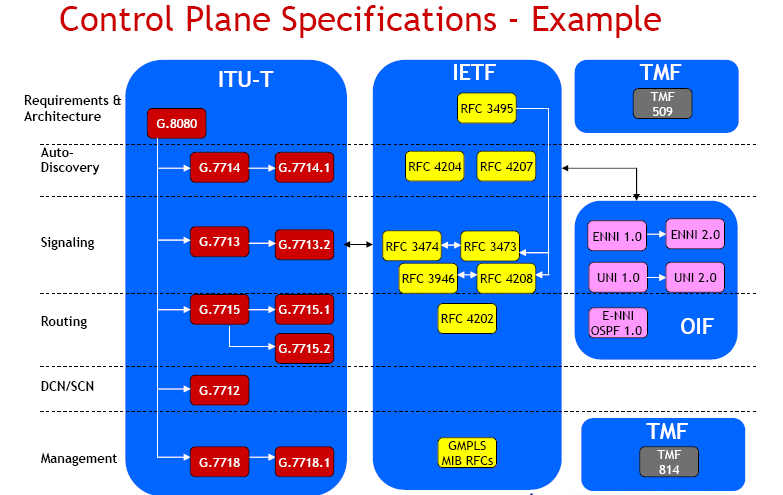 Control Plane Specifications - Example
ITU-T
IETF
TMF
Requirements &
Architecture
G.8080
RFC 3495
TMF
509
Auto-
Discovery
G.7714
G.7714.1
RFC 4204
RFC 4207
Signaling
G.7713
G.7713.2
RFC 3474
RFC 3473
RFC 3946
RFC 4208
ENNI 1.0
ENNI 2.0
UNI 1.0
UNI 2.0
Routing
G.7715
G.7715.1
G.7715.2
RFC 4202
E-NNI
OSPF 1.0
OIF
DCN/SCN
G.7712
Management
G.7718
G.7718.1
GMPLS
MIB RFCs
TMF
TMF
814